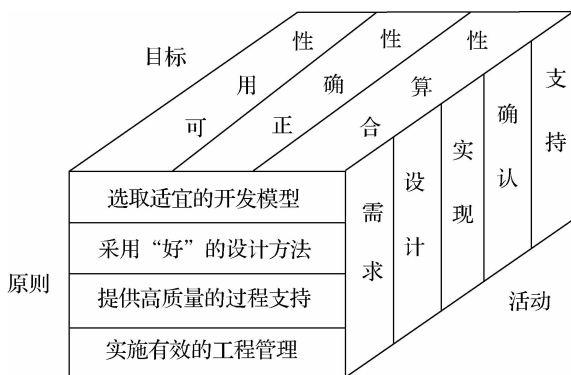 目标
可用性
正确性
合算性
原则
选取适宜的开发模型
采用“好”的设计方法
提供高质量的过程支持
实施有效的工程管理
需求
设计
实现
确认
支持
活动